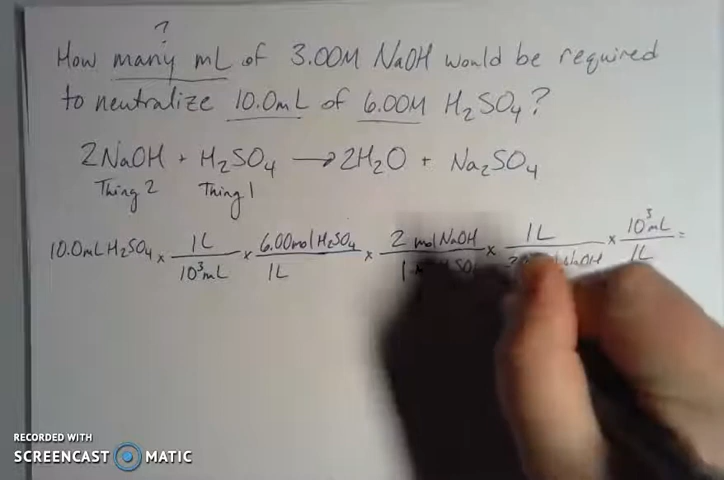 ?
How many mL of 3.00M NaOH would be required
to neutralize 10.0mL of 6.00M H₂SO₄?
2NaOH + H₂SO₄ → 2H₂O + Na₂SO₄
Thing 2 Thing 1
10.0mL H₂SO₄ × 1L / 10³mL × 6.00mol H₂SO₄ / 1L × 2 mol NaOH / 1 × 1L / NaOH × 10³mL / 1L =
RECORDED WITH
SCREENCAST MATIC